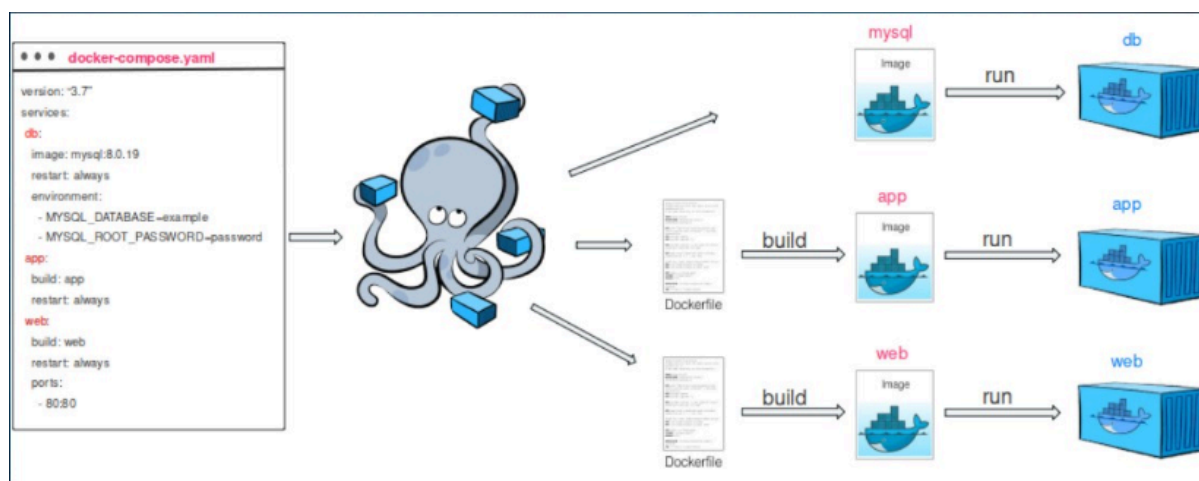 docker-compose.yaml
version: "3.7"
services:
db:
image: mysql:8.0.19
restart: always
environment:
- MYSQL_DATABASE=example
- MYSQL_ROOT_PASSWORD=password
app:
build: app
restart: always
web:
build: web
restart: always
ports:
- 80:80
mysql
Image
run
db
Dockerfile
build
app
Image
run
app
Dockerfile
build
web
Image
run
web